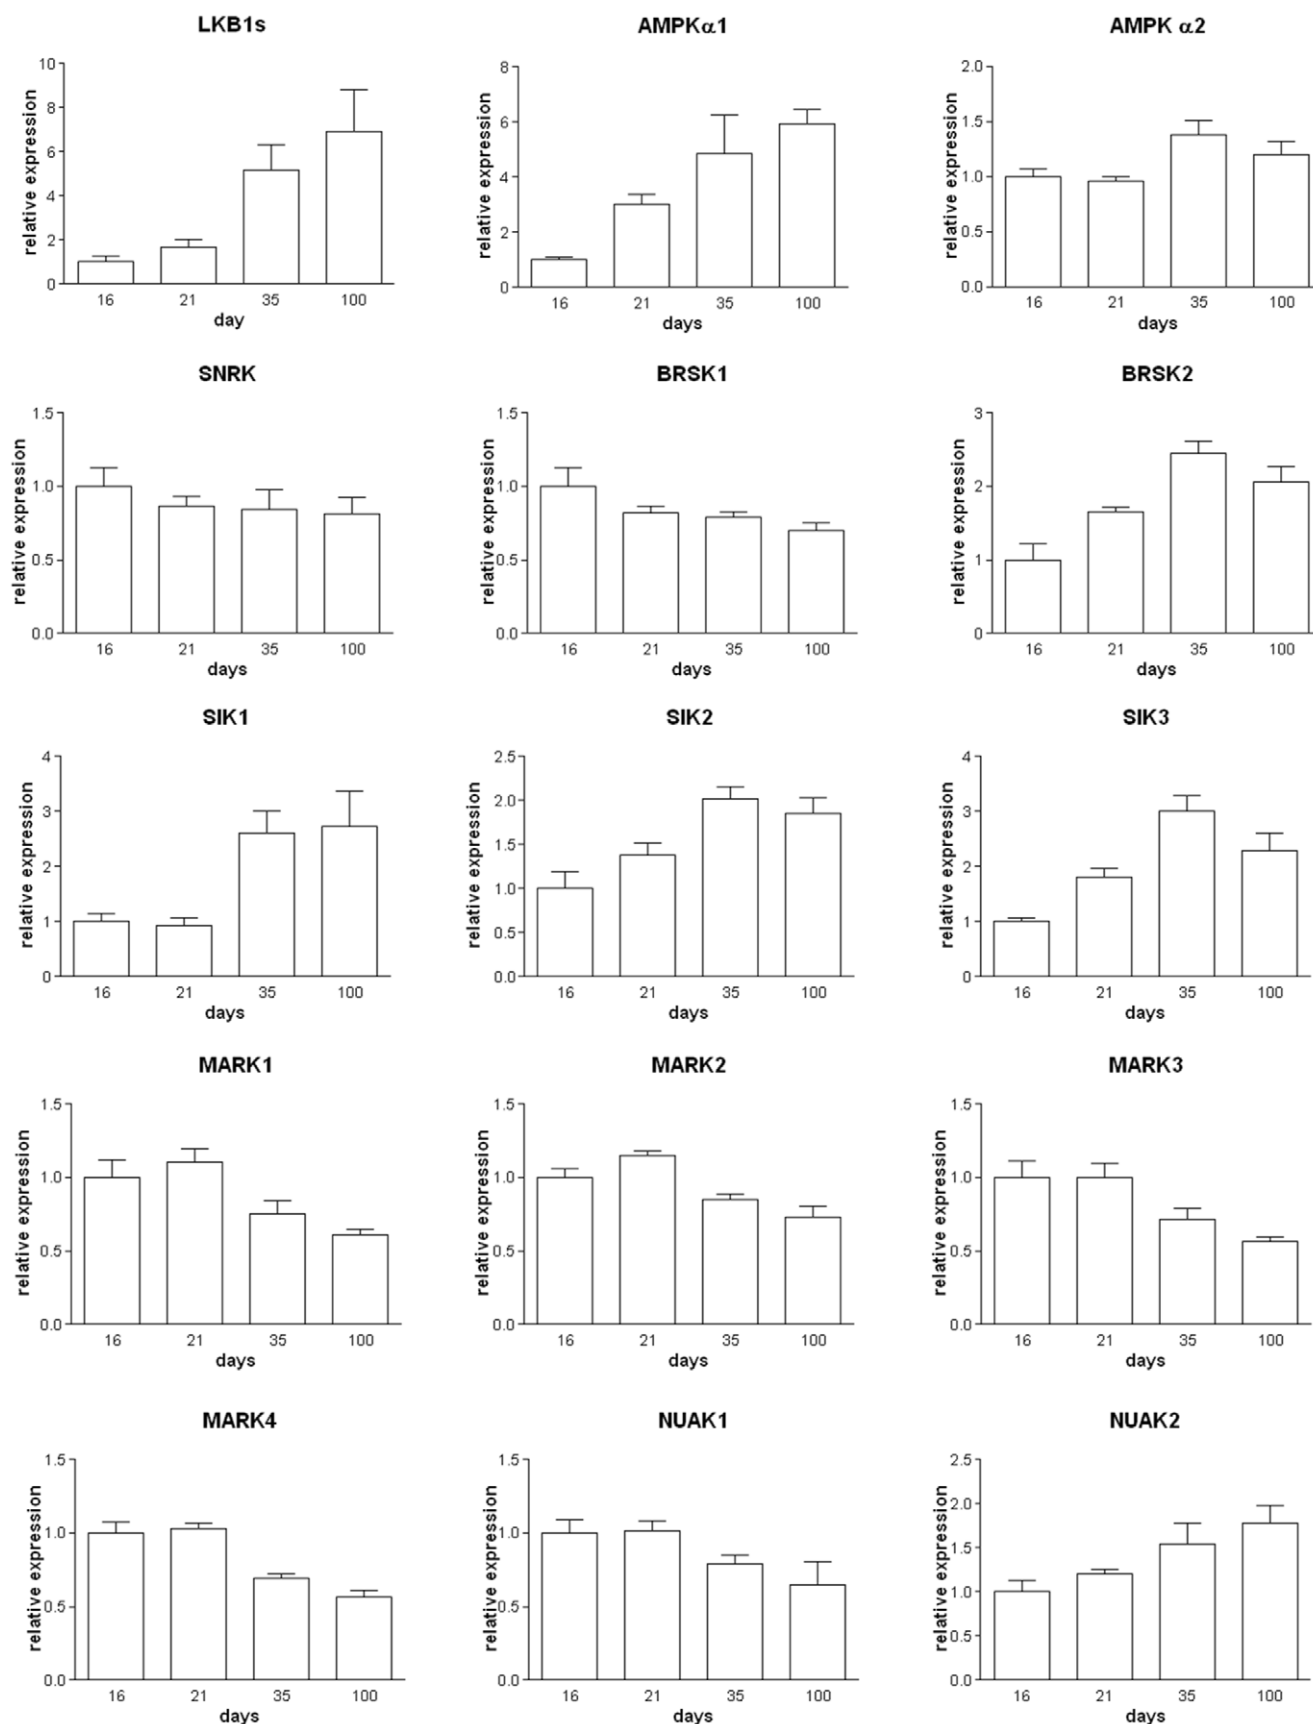 LKB1s
AMPKα1
AMPK α2
relative expression
10
8
6
4
2
0
16 21 35 100
day
relative expression
8
6
4
2
0
16 21 35 100
days
relative expression
2.0
1.5
1.0
0.5
0.0
16 21 35 100
days
SNRK
BRSK1
BRSK2
relative expression
1.5
1.0
0.5
0.0
16 21 35 100
days
relative expression
1.5
1.0
0.5
0.0
16 21 35 100
days
relative expression
3
2
1
0
16 21 35 100
days
SIK1
SIK2
SIK3
relative expression
4
3
2
1
0
16 21 35 100
days
relative expression
2.5
2.0
1.5
1.0
0.5
0.0
16 21 35 100
days
relative expression
4
3
2
1
0
16 21 35 100
days
MARK1
MARK2
MARK3
relative expression
1.5
1.0
0.5
0.0
16 21 35 100
days
relative expression
1.5
1.0
0.5
0.0
16 21 35 100
days
relative expression
1.5
1.0
0.5
0.0
16 21 35 100
days
MARK4
NUAK1
NUAK2
relative expression
1.5
1.0
0.5
0.0
16 21 35 100
days
relative expression
1.5
1.0
0.5
0.0
16 21 35 100
days
relative expression
2.5
2.0
1.5
1.0
0.5
0.0
16 21 35 100
days